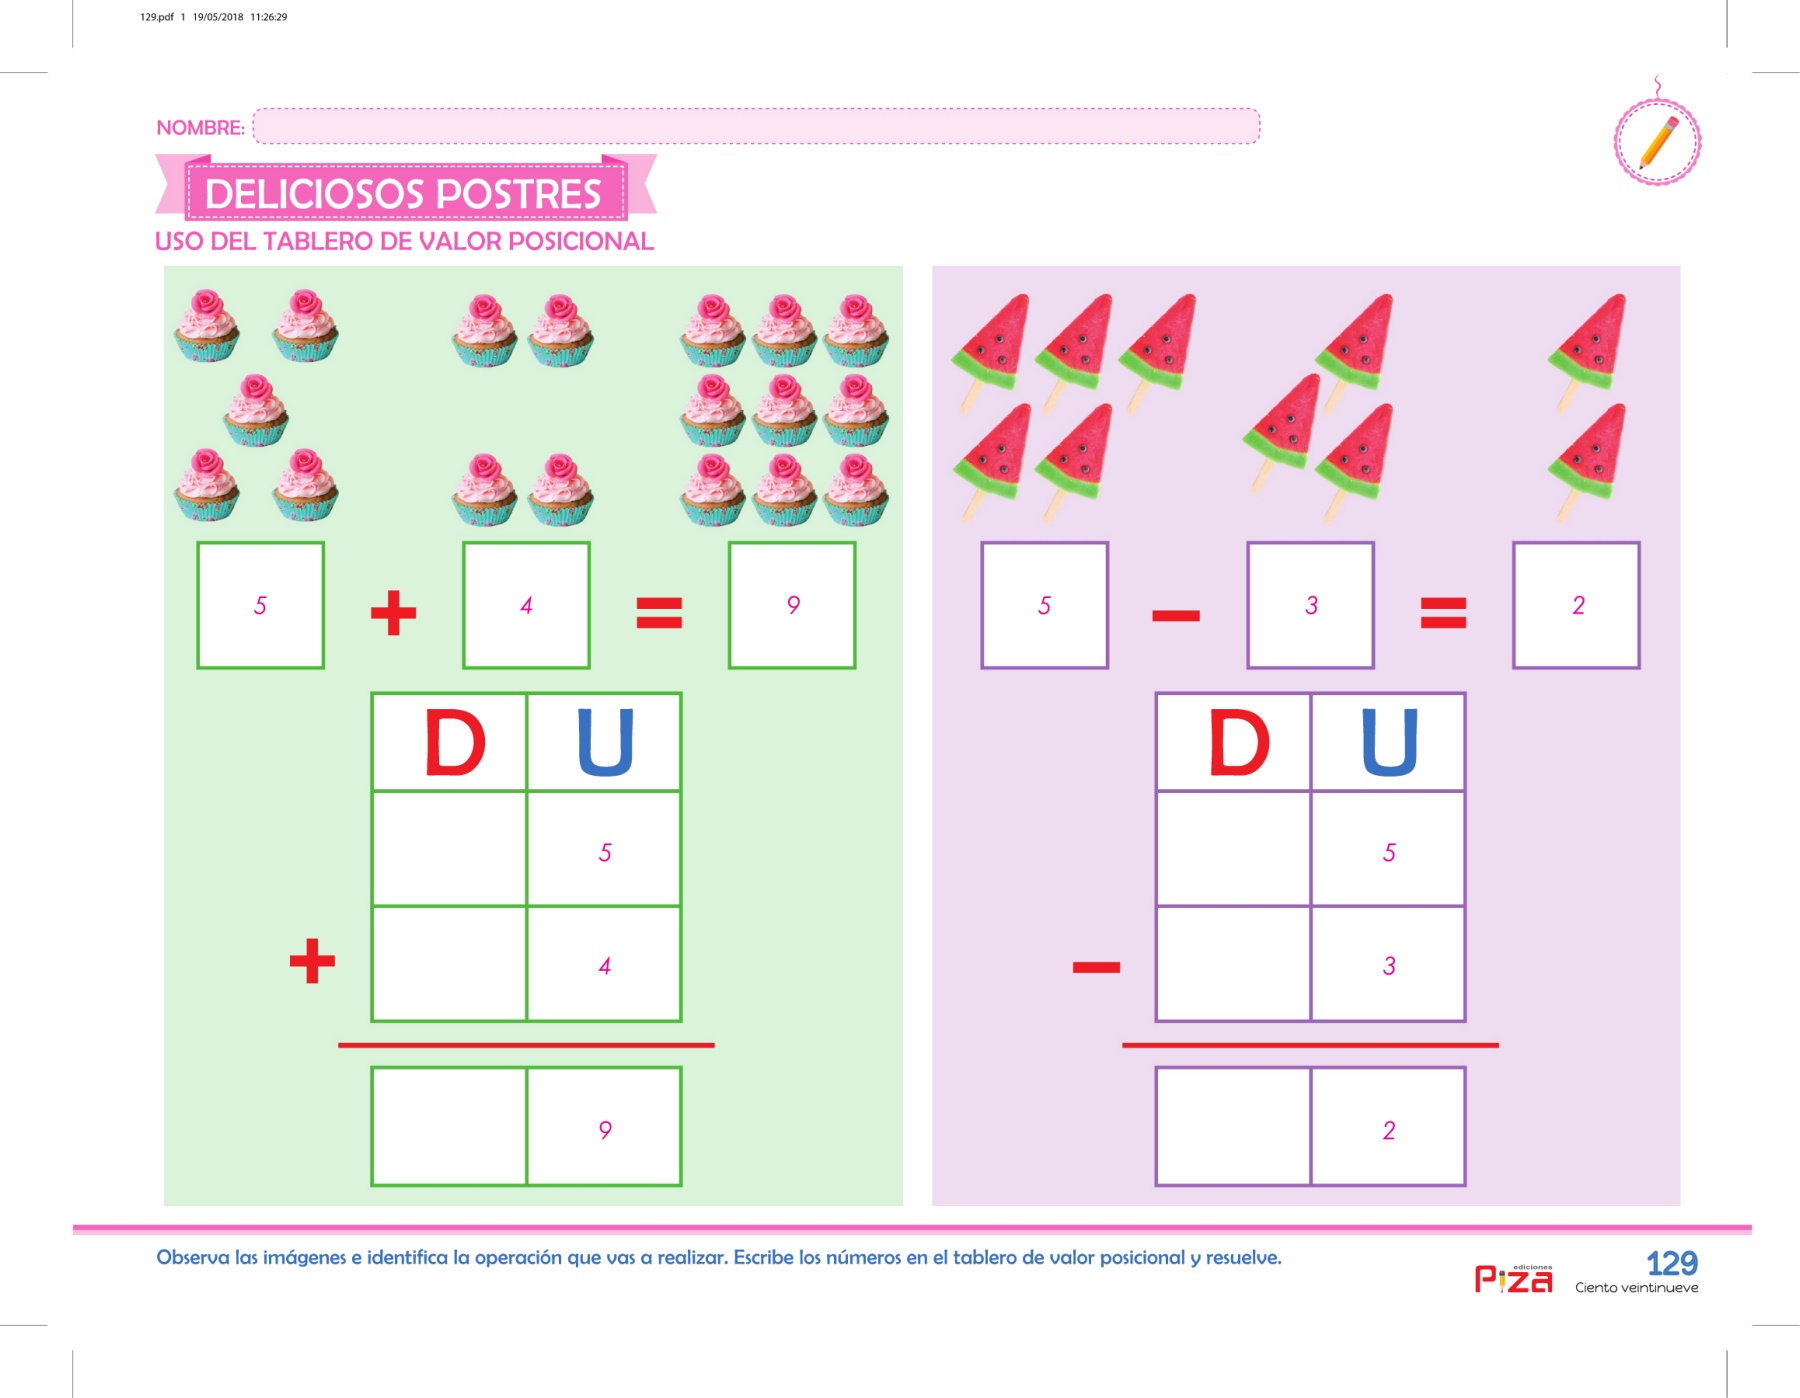 129.pdf 1 19/05/2018 11:26:29
NOMBRE:
DELICIOSOS POSTRES
USO DEL TABLERO DE VALOR POSICIONAL
5 + 4 = 9
D U
5
+ 4
9
5 - 3 = 2
D U
5
- 3
2
Observa las imágenes e identifica la operación que vas a realizar. Escribe los números en el tablero de valor posicional y resuelve.
ediciones
Piza
129
Ciento veintinueve